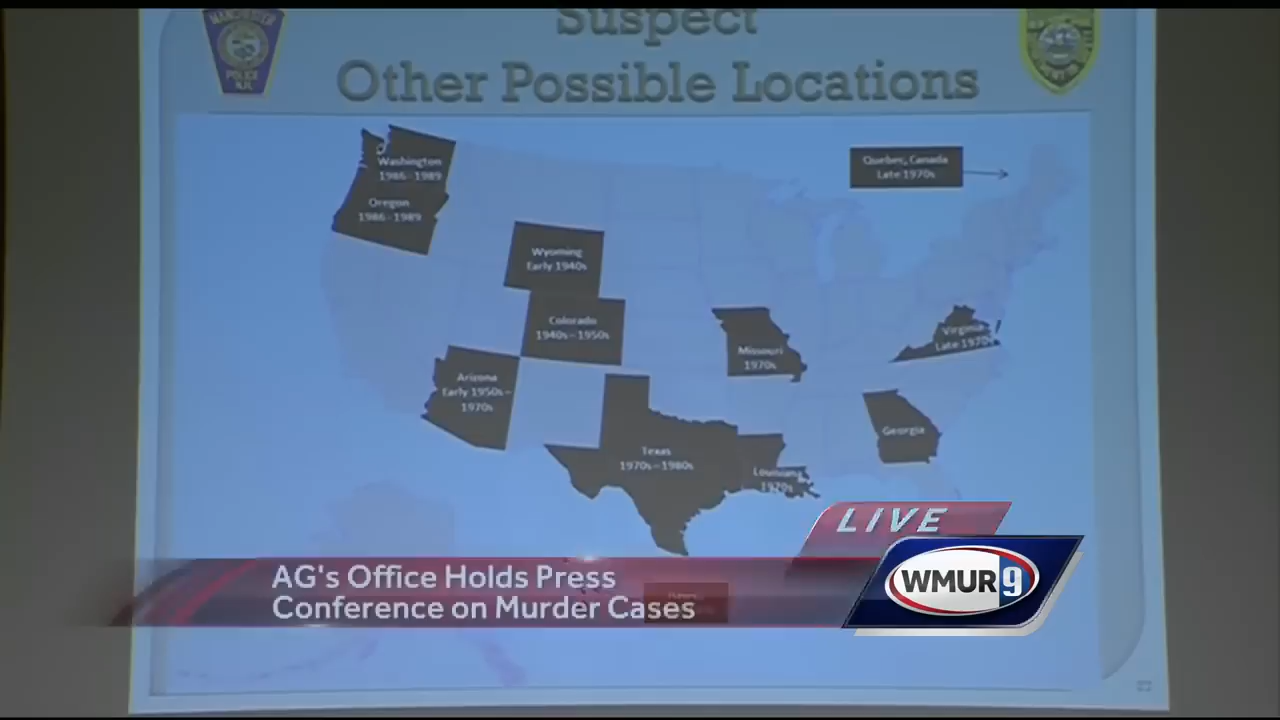 Suspect
Other Possible Locations
MANCHESTER
POLICE
N.H.
Washington
1986-1989
Oregon
1986-1989
Wyoming
Early 1940s
Colorado
1940s-1950s
Arizona
Early 1950s-
1970s
Texas
1970s-1980s
Louisiana
1970s
Missouri
1970s
Georgia
Virginia
Late 1970s
Quebec, Canada
Late 1970s
LIVE
AG's Office Holds Press
Conference on Murder Cases
WMUR 9